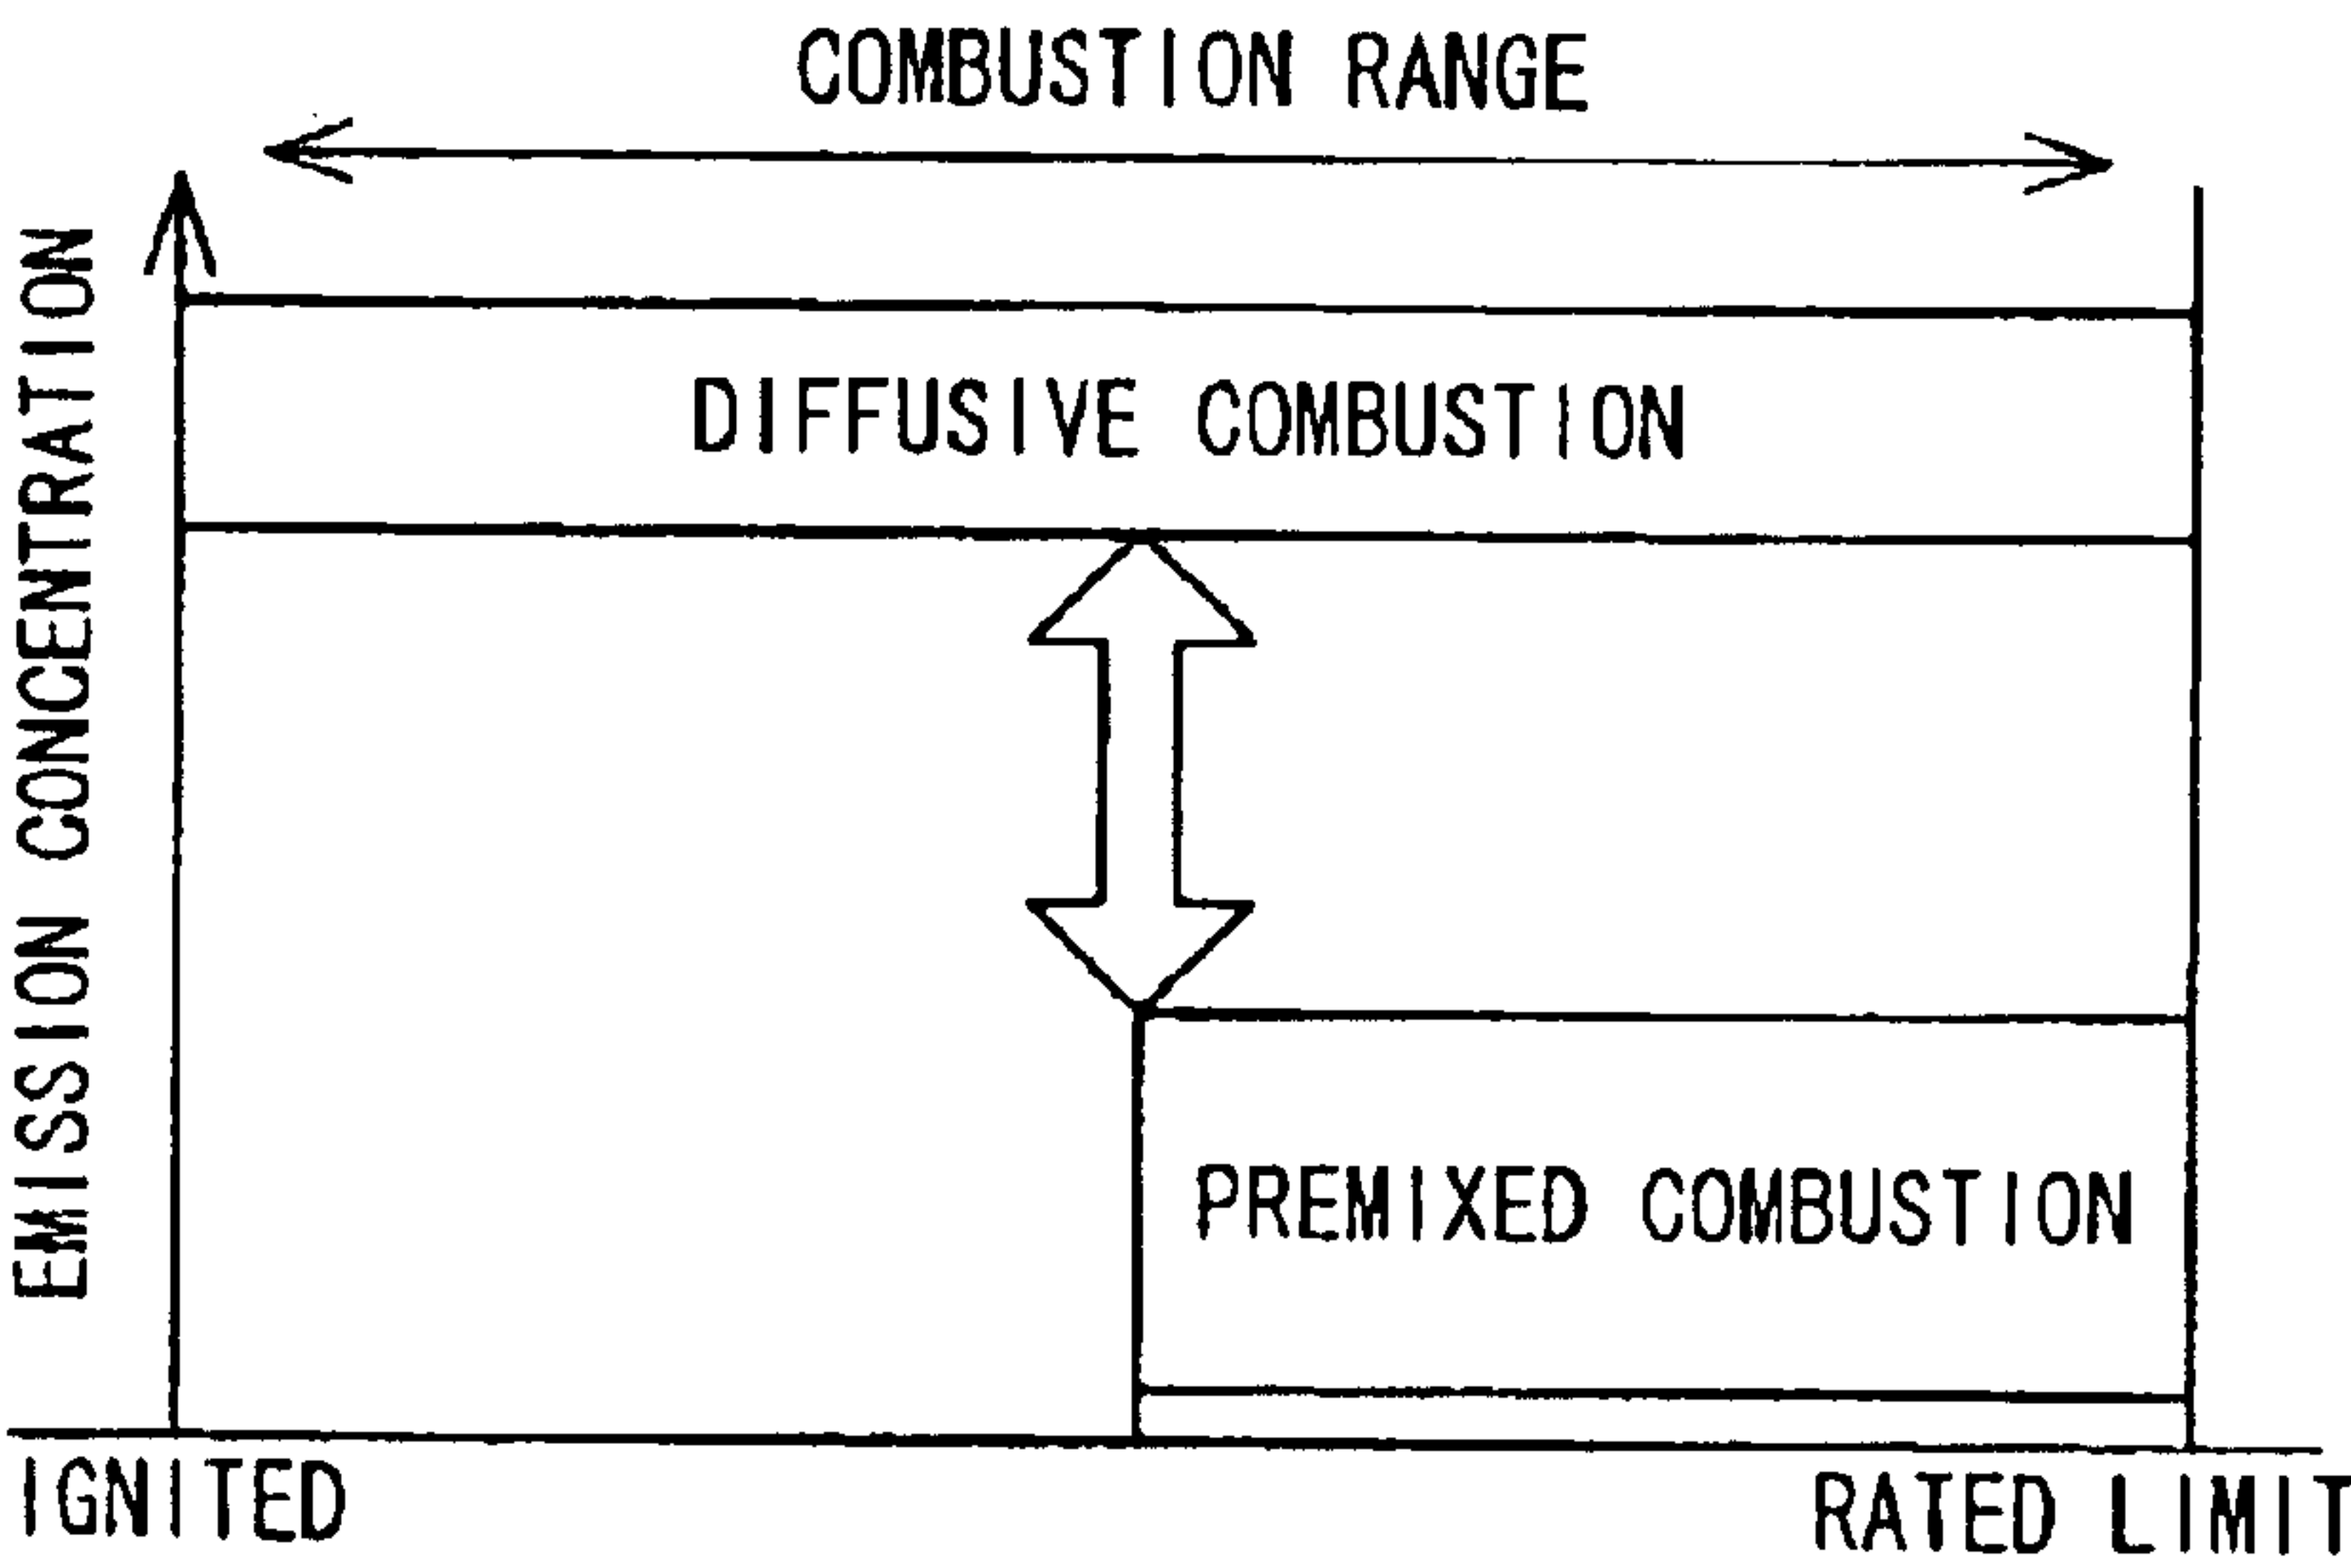 COMBUSTION RANGE
EMISSION CONCENTRATION
DIFFUSIVE COMBUSTION
PREMIXED COMBUSTION
IGNITED
RATED LIMIT